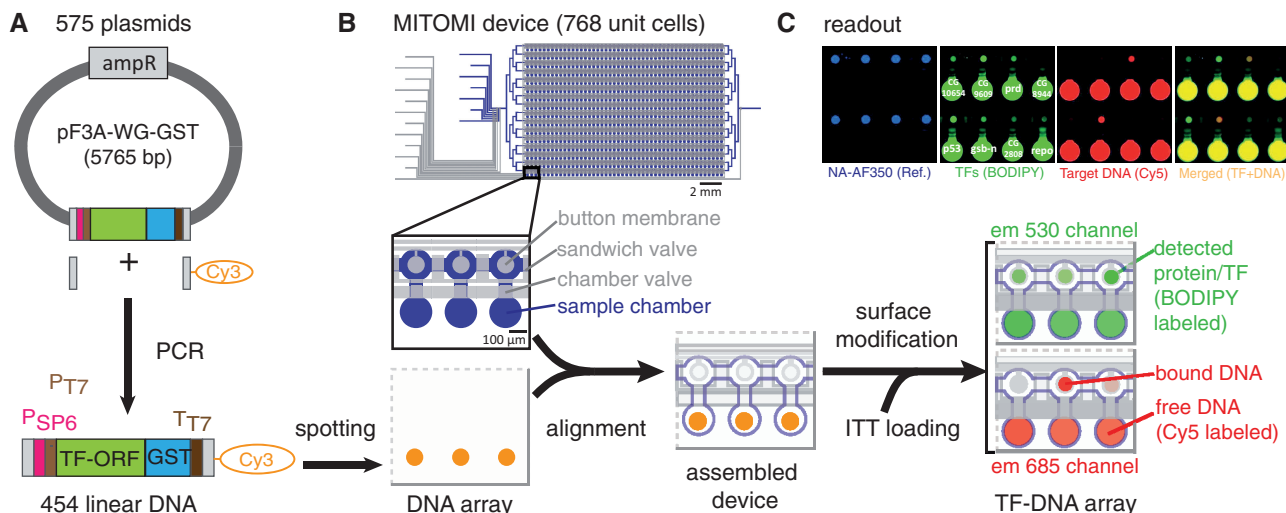 A
575 plasmids
ampR
pF3A-WG-GST
(5765 bp)
+
Cy3
PCR
PT7
PSP6
TT7
TF-ORF
GST
Cy3
454 linear DNA
spotting
B
MITOMI device (768 unit cells)
2 mm
button membrane
sandwich valve
chamber valve
sample chamber
100 µm
DNA array
alignment
assembled
device
surface
modification
ITT loading
C
readout
CG
10654
CG
9609
prd
CG
8944
p53
gsb-n
CG
2808
repo
NA-AF350 (Ref.)
TFs (BODIPY)
Target DNA (Cy5)
Merged (TF+DNA)
em 530 channel
detected
protein/TF
(BODIPY
labeled)
bound DNA
free DNA
(Cy5 labeled)
em 685 channel
TF-DNA array